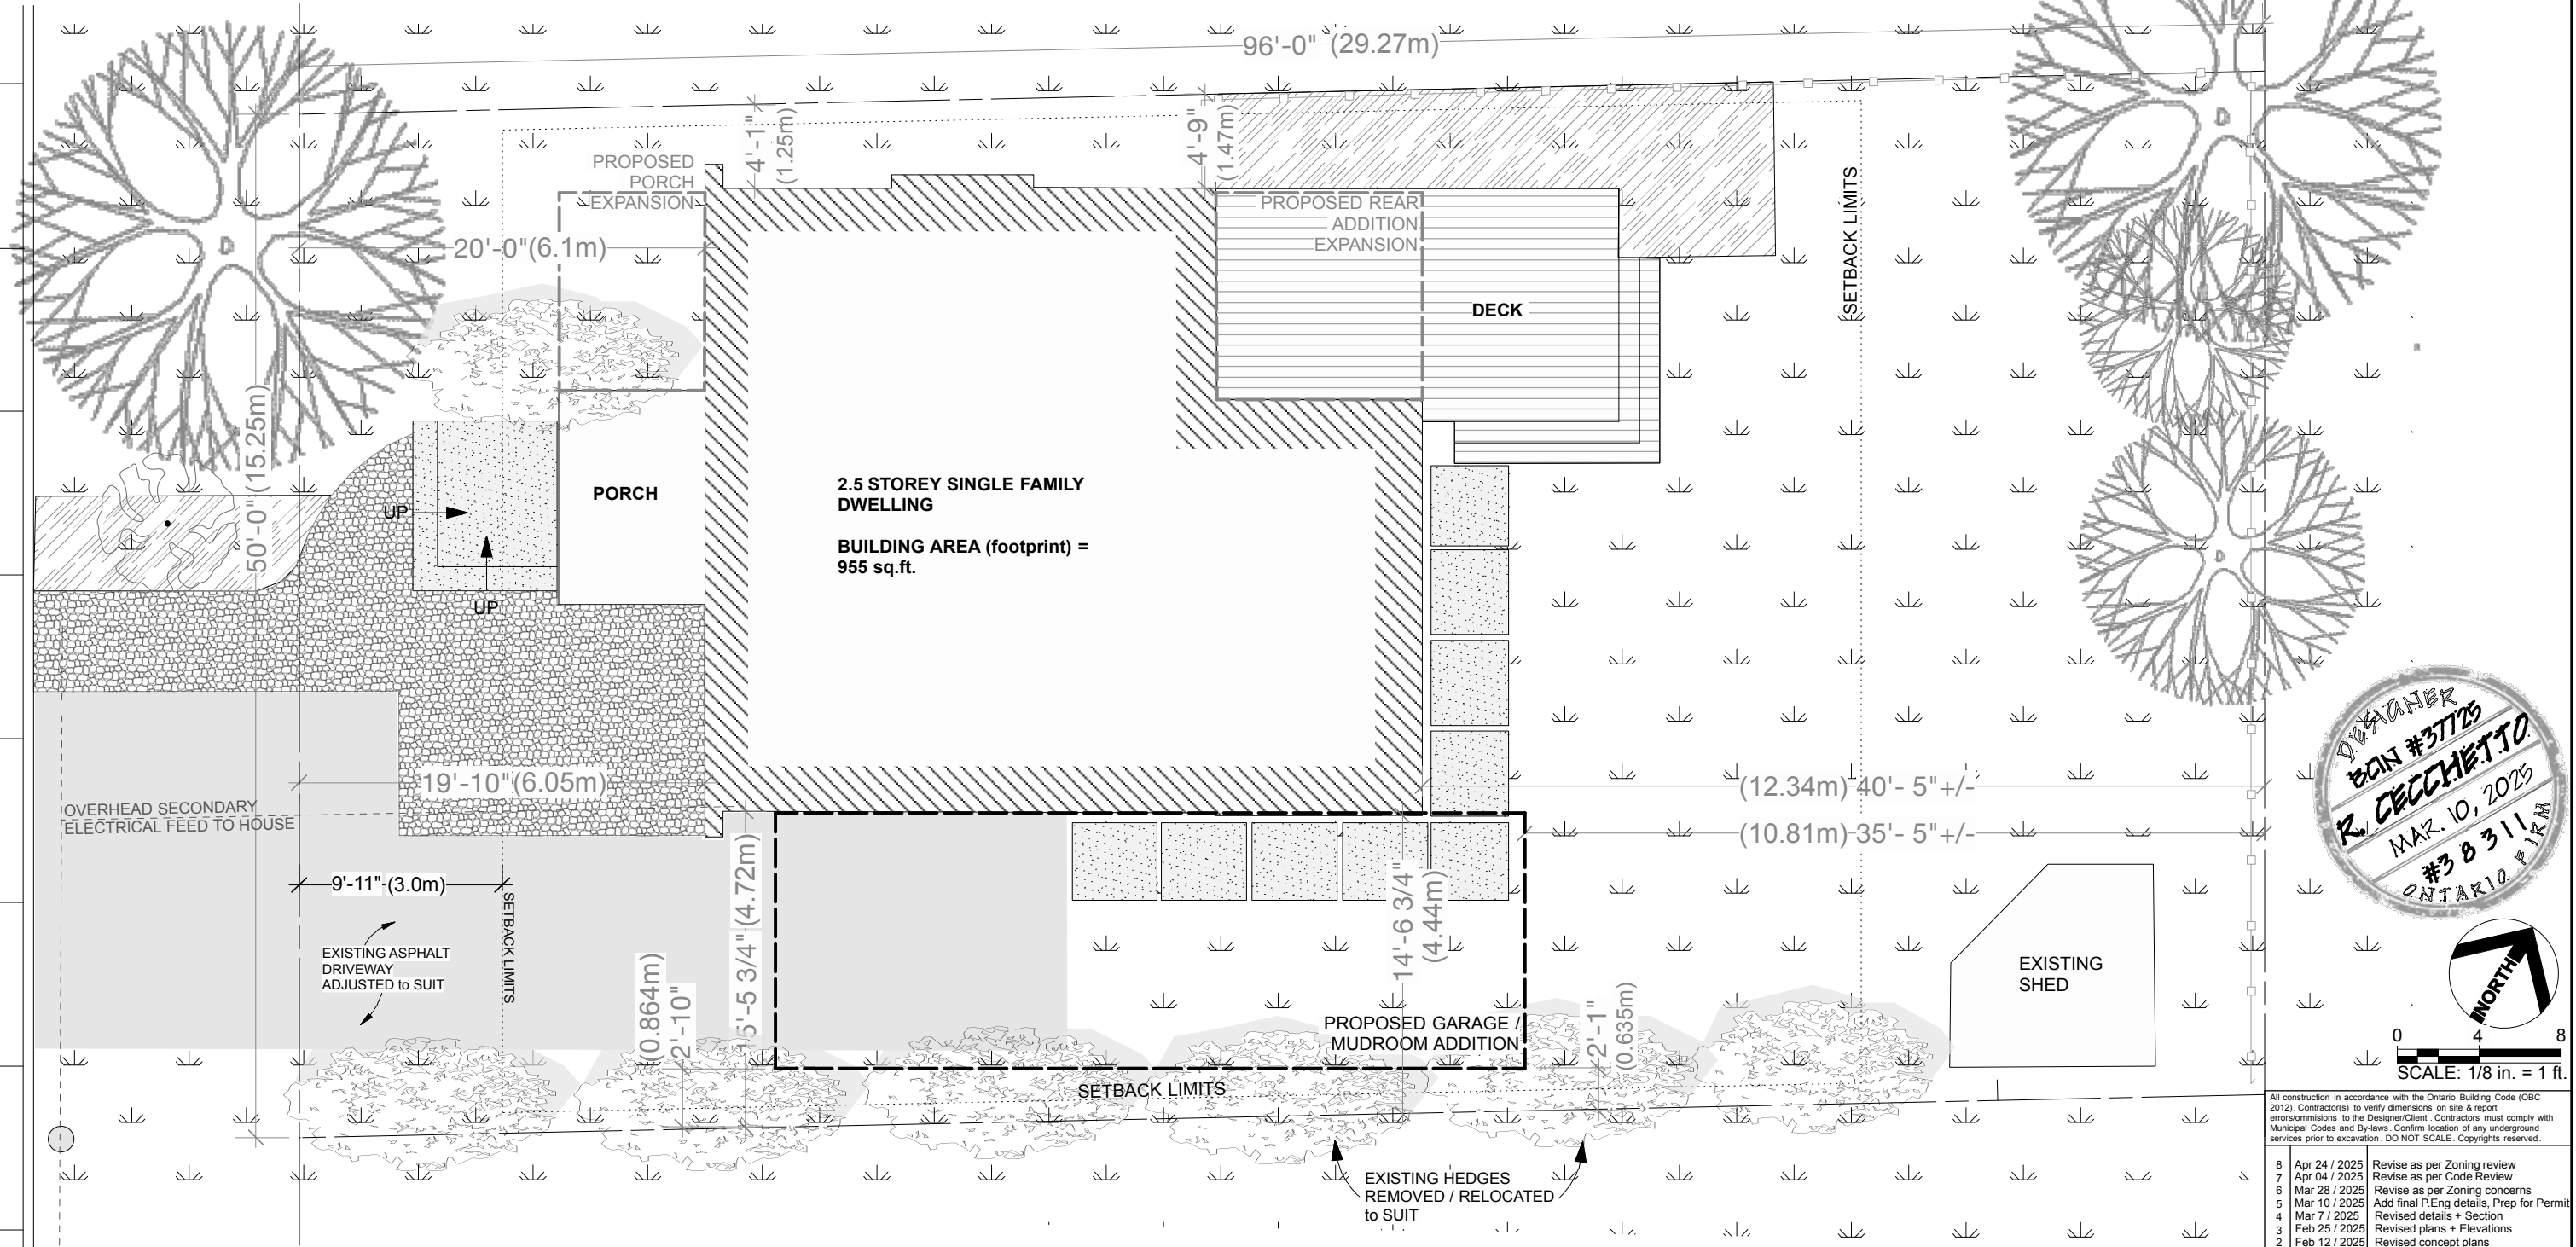 96'-0" (29.27m)
4'-1"
(1.25m)
4'-9"
(1.47m)
PROPOSED
PORCH
EXPANSION
PROPOSED REAR
ADDITION
EXPANSION
SETBACK LIMITS
20'-0"(6.1m)
DECK
50'-0" (15.25m)
PORCH
UP
UP
2.5 STOREY SINGLE FAMILY
DWELLING
BUILDING AREA (footprint) =
955 sq.ft.
DESIGNER
BCIN #37725
R. CECCHETTO
MAR. 10, 2025
#38311
ONTARIO FIRM
19'-10"(6.05m)
(12.34m) 40'- 5"+/-
OVERHEAD SECONDARY
ELECTRICAL FEED TO HOUSE
(10.81m) 35'- 5"+/-
9'-11" (3.0m)
SETBACK LIMITS
15'-5 3/4" (4.72m)
14'-6 3/4"
(4.44m)
EXISTING ASPHALT
DRIVEWAY
ADJUSTED to SUIT
(0.864m)
2'-10"
EXISTING
SHED
NORTH
PROPOSED GARAGE /
MUDROOM ADDITION
2'-1"
(0.635m)
0 4 8
SCALE: 1/8 in. = 1 ft.
SETBACK LIMITS
EXISTING HEDGES
REMOVED / RELOCATED
to SUIT
All construction in accordance with the Ontario Building Code (OBC
2012). Contractor(s) to verify dimensions on site & report
errors/ommisions to the Designer/Client. Contractors must comply with
Municipal Codes and By-laws. Confirm location of any underground
services prior to excavation. DO NOT SCALE. Copyrights reserved.
8 Apr 24 / 2025 Revise as per Zoning review
7 Apr 04 / 2025 Revise as per Code Review
6 Mar 28 / 2025 Revise as per Zoning concerns
5 Mar 10 / 2025 Add final P.Eng details, Prep for Permit
4 Mar 7 / 2025 Revised details + Section
3 Feb 25 / 2025 Revised plans + Elevations
2 Feb 12 / 2025 Revised concept plans